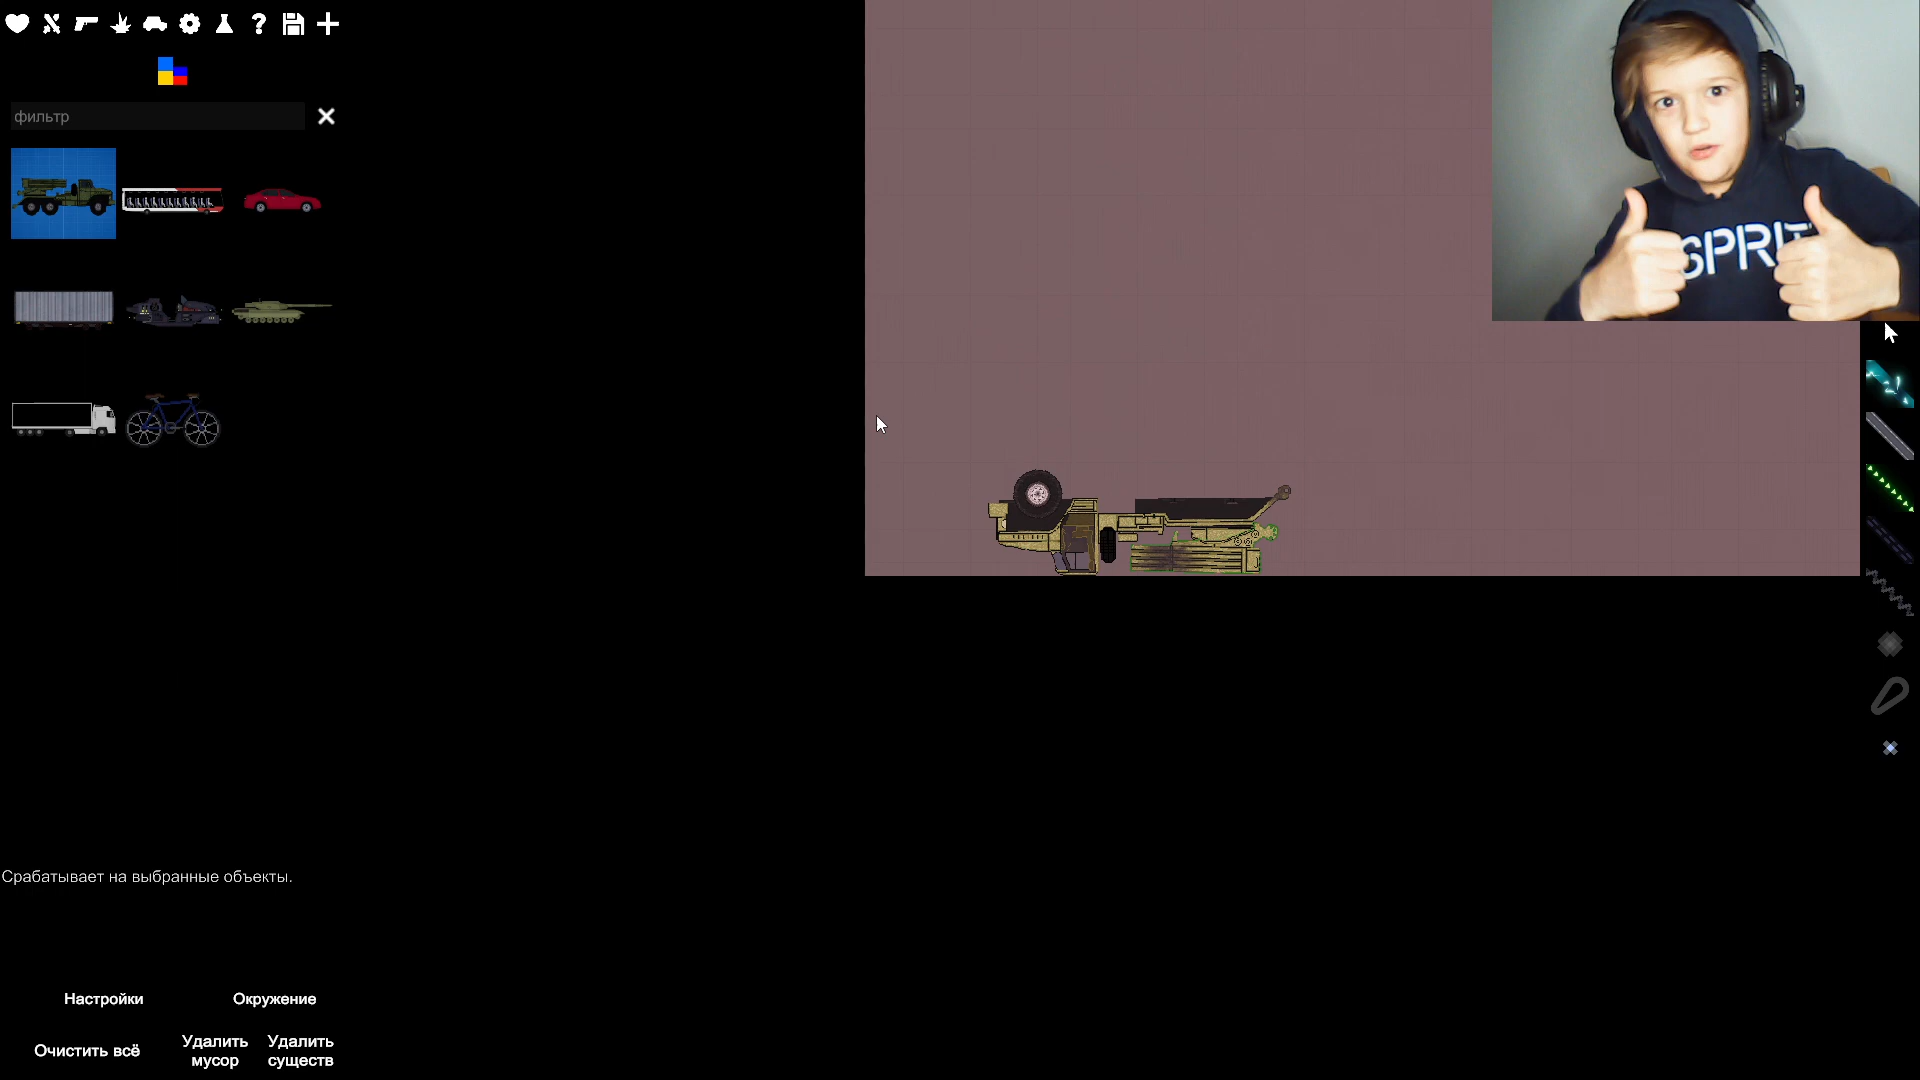 фильтр
SPRIT
Срабатывает на выбранные объекты.
Настройки
Окружение
Очистить всё
Удалить
мусор
Удалить
существ